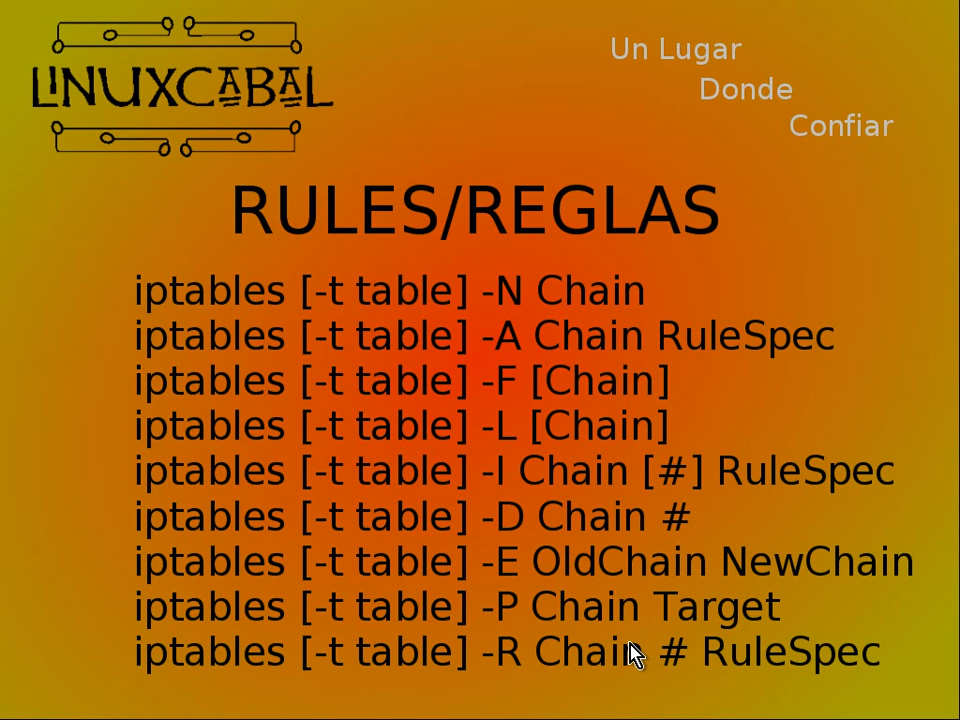 LINUXCABAL
Un Lugar
Donde
Confiar
RULES/REGLAS
iptables [-t table] -N Chain
iptables [-t table] -A Chain RuleSpec
iptables [-t table] -F [Chain]
iptables [-t table] -L [Chain]
iptables [-t table] -I Chain [#] RuleSpec
iptables [-t table] -D Chain #
iptables [-t table] -E OldChain NewChain
iptables [-t table] -P Chain Target
iptables [-t table] -R Chain # RuleSpec